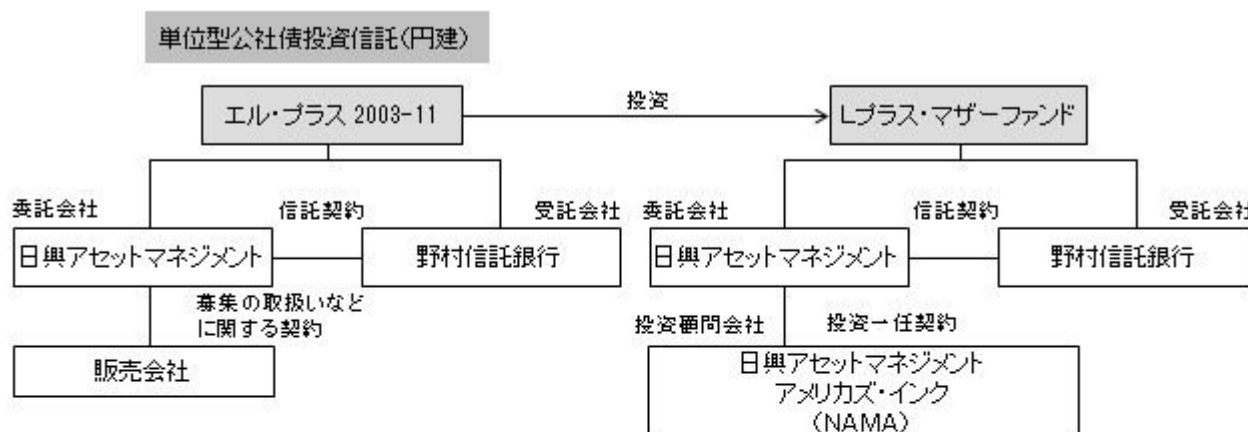 単位型公社債投資信託(円建)
エル・プラス 2003-11
投資
Lプラス・マザーファンド
委託会社
信託契約
受託会社
委託会社
信託契約
受託会社
日興アセットマネジメント
野村信託銀行
日興アセットマネジメント
野村信託銀行
募集の取扱いなど
に関する契約
投資顧問会社
投資一任契約
販売会社
日興アセットマネジメント
アメリカズ・インク
(NAMA)